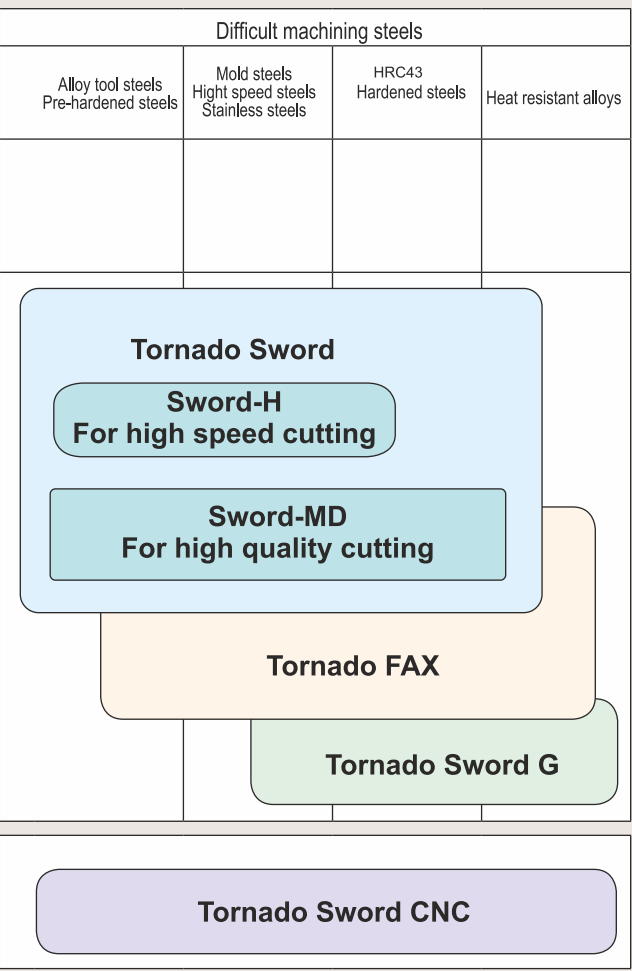 Difficult machining steels
Alloy tool steels
Pre-hardened steels
Mold steels
Hight speed steels
Stainless steels
HRC43
Hardened steels
Heat resistant alloys
Tornado Sword
Sword-H
For high speed cutting
Sword-MD
For high quality cutting
Tornado FAX
Tornado Sword G
Tornado Sword CNC